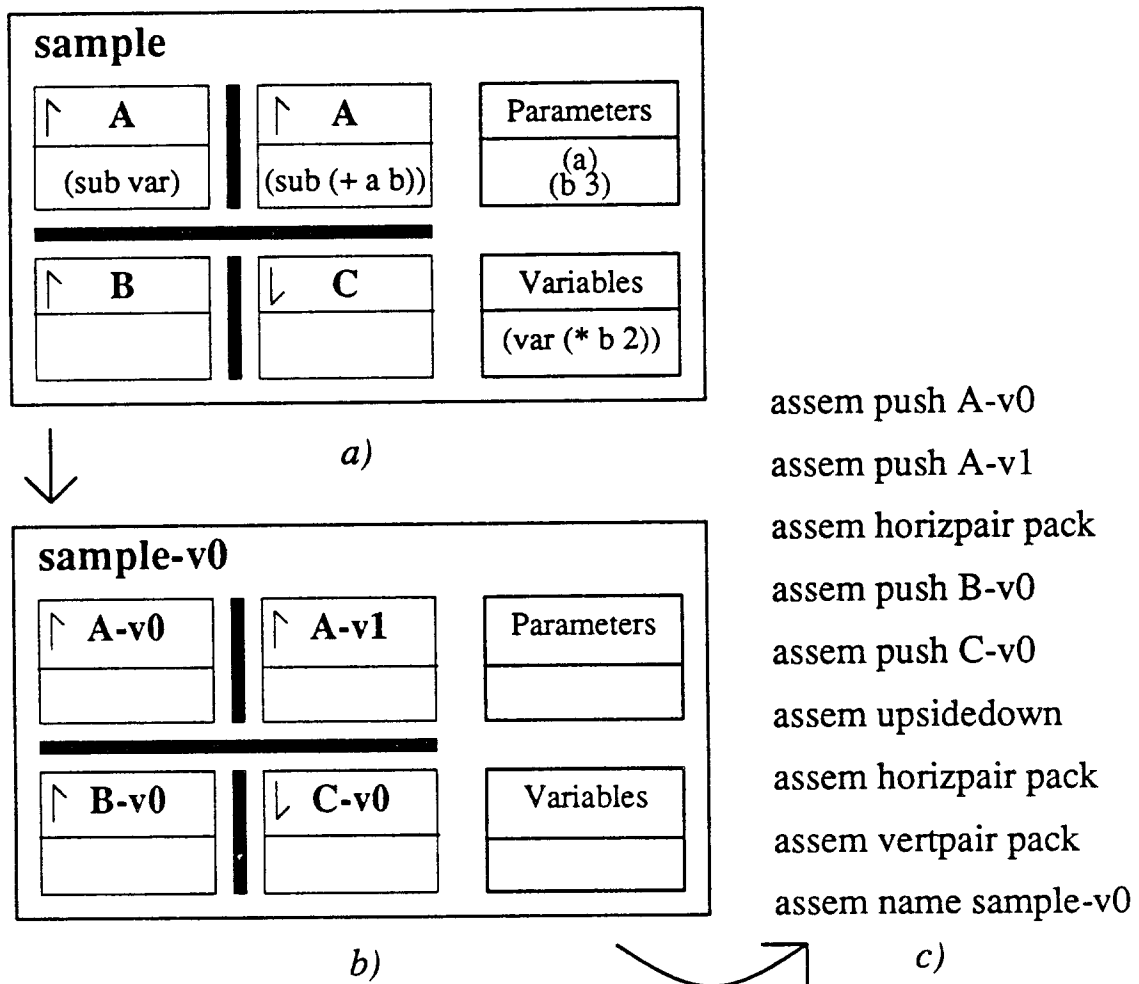 sample
A
A
Parameters
(sub var)
(sub (+ a b))
(a)
(b 3)
B
C
Variables
(var (* b 2))
a)
sample-v0
A-v0
A-v1
Parameters
B-v0
C-v0
Variables
b)
assem push A-v0
assem push A-v1
assem horizpair pack
assem push B-v0
assem push C-v0
assem upsidedown
assem horizpair pack
assem vertpair pack
assem name sample-v0
c)